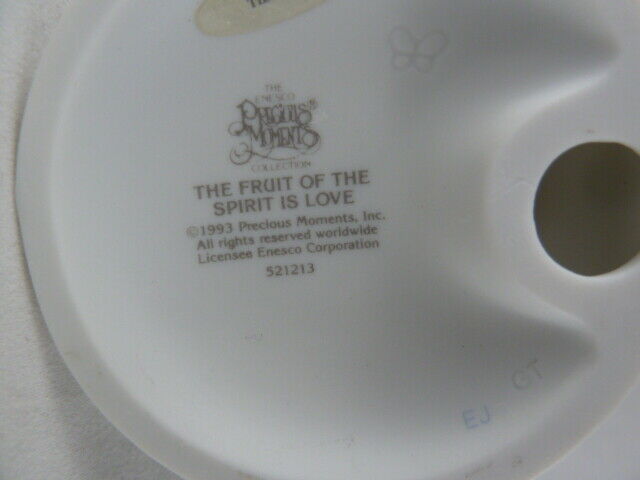 THE
ENESCO
PRECIOUS®
MOMENTS
COLLECTION
THE FRUIT OF THE
SPIRIT IS LOVE
©1993 Precious Moments, Inc.
All rights reserved worldwide
Licensee Enesco Corporation
521213
EJ GT